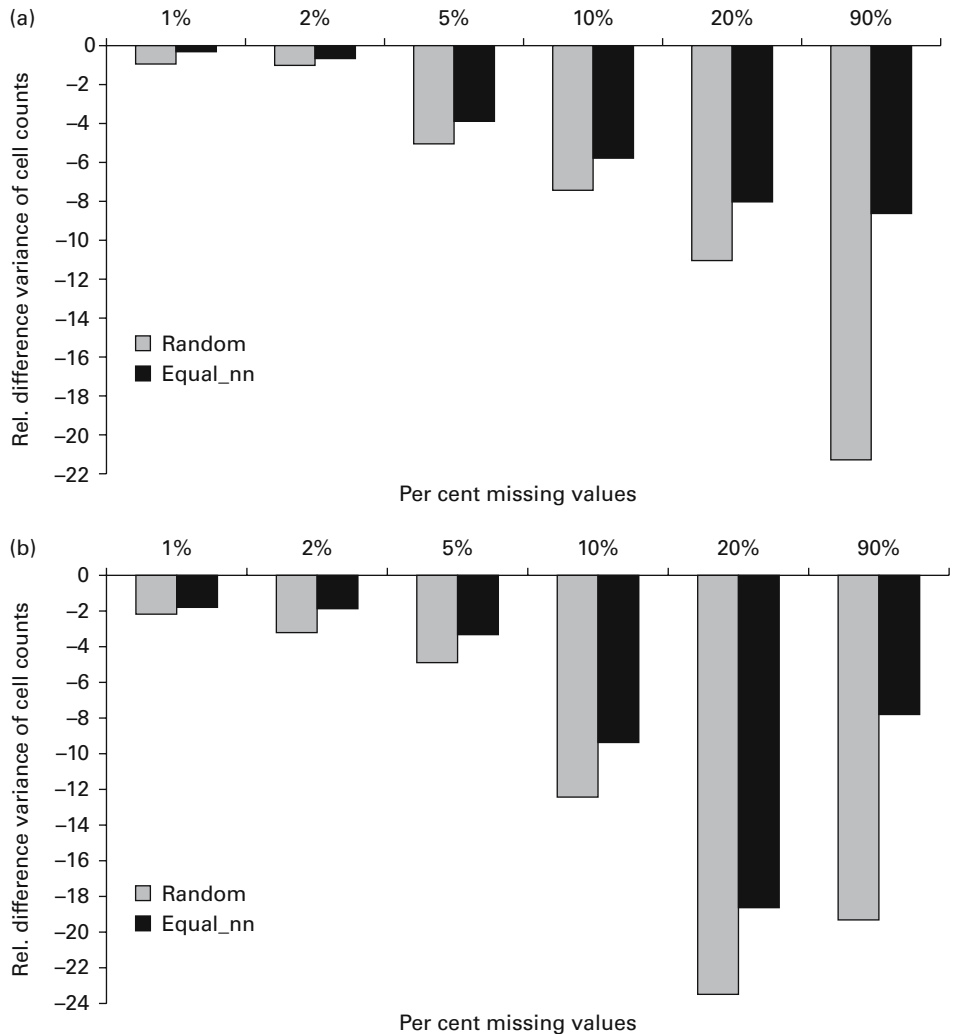 (a) 1% 2% 5% 10% 20% 90%
0
–2
–4
–6
–8
–10
–12
–14
–16
–18
–20
–22
Rel. difference variance of cell counts
Random
Equal_nn
Per cent missing values
(b) 1% 2% 5% 10% 20% 90%
0
–2
–4
–6
–8
–10
–12
–14
–16
–18
–20
–22
–24
Rel. difference variance of cell counts
Random
Equal_nn
Per cent missing values